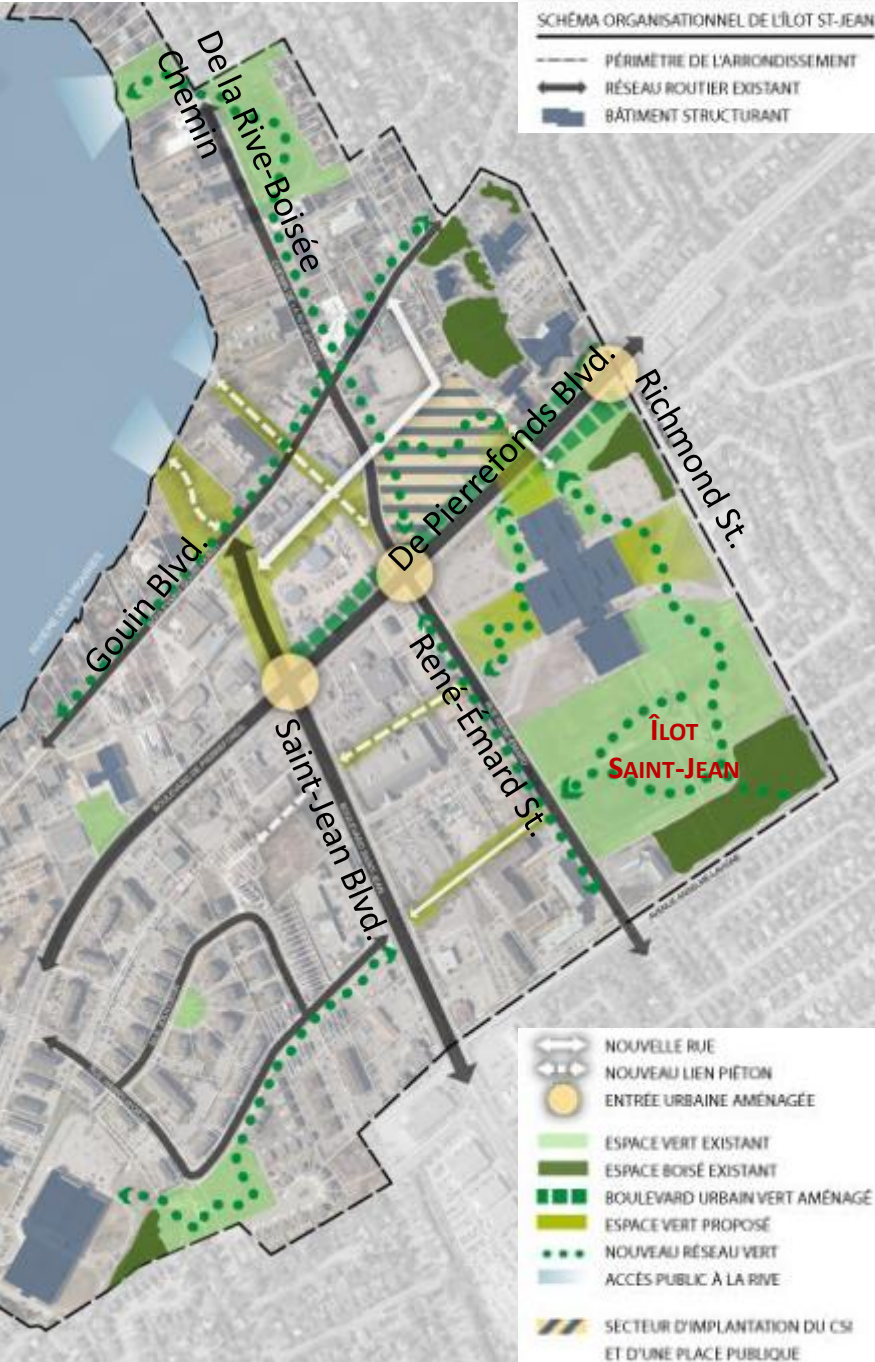 SCHÉMA ORGANISATIONNEL DE L'ÎLOT ST-JEAN
PÉRIMÈTRE DE L'ARRONDISSEMENT
RÉSEAU ROUTIER EXISTANT
BÂTIMENT STRUCTURANT
Chemin
De la Rive-Boisée
De Pierrefonds Blvd.
Richmond St.
Gouin Blvd.
René-Émard St.
Saint-Jean Blvd.
ÎLOT
SAINT-JEAN
NOUVELLE RUE
NOUVEAU LIEN PIÉTON
ENTRÉE URBAINE AMÉNAGÉE
ESPACE VERT EXISTANT
ESPACE BOISÉ EXISTANT
BOULEVARD URBAIN VERT AMÉNAGÉ
ESPACE VERT PROPOSÉ
NOUVEAU RÉSEAU VERT
ACCÈS PUBLIC À LA RIVE
SECTEUR D'IMPLANTATION DU CSI
ET D'UNE PLACE PUBLIQUE